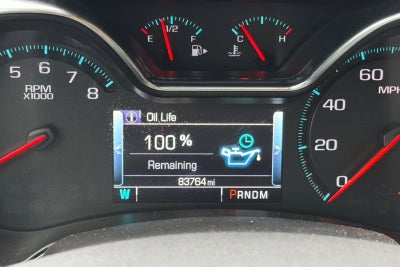 1/2
E F
C H
5 6 7 8
RPM
X1000
Oil Life
100 %
Remaining
83764 mi
W
PRNDM
60
MPH
40
20
0